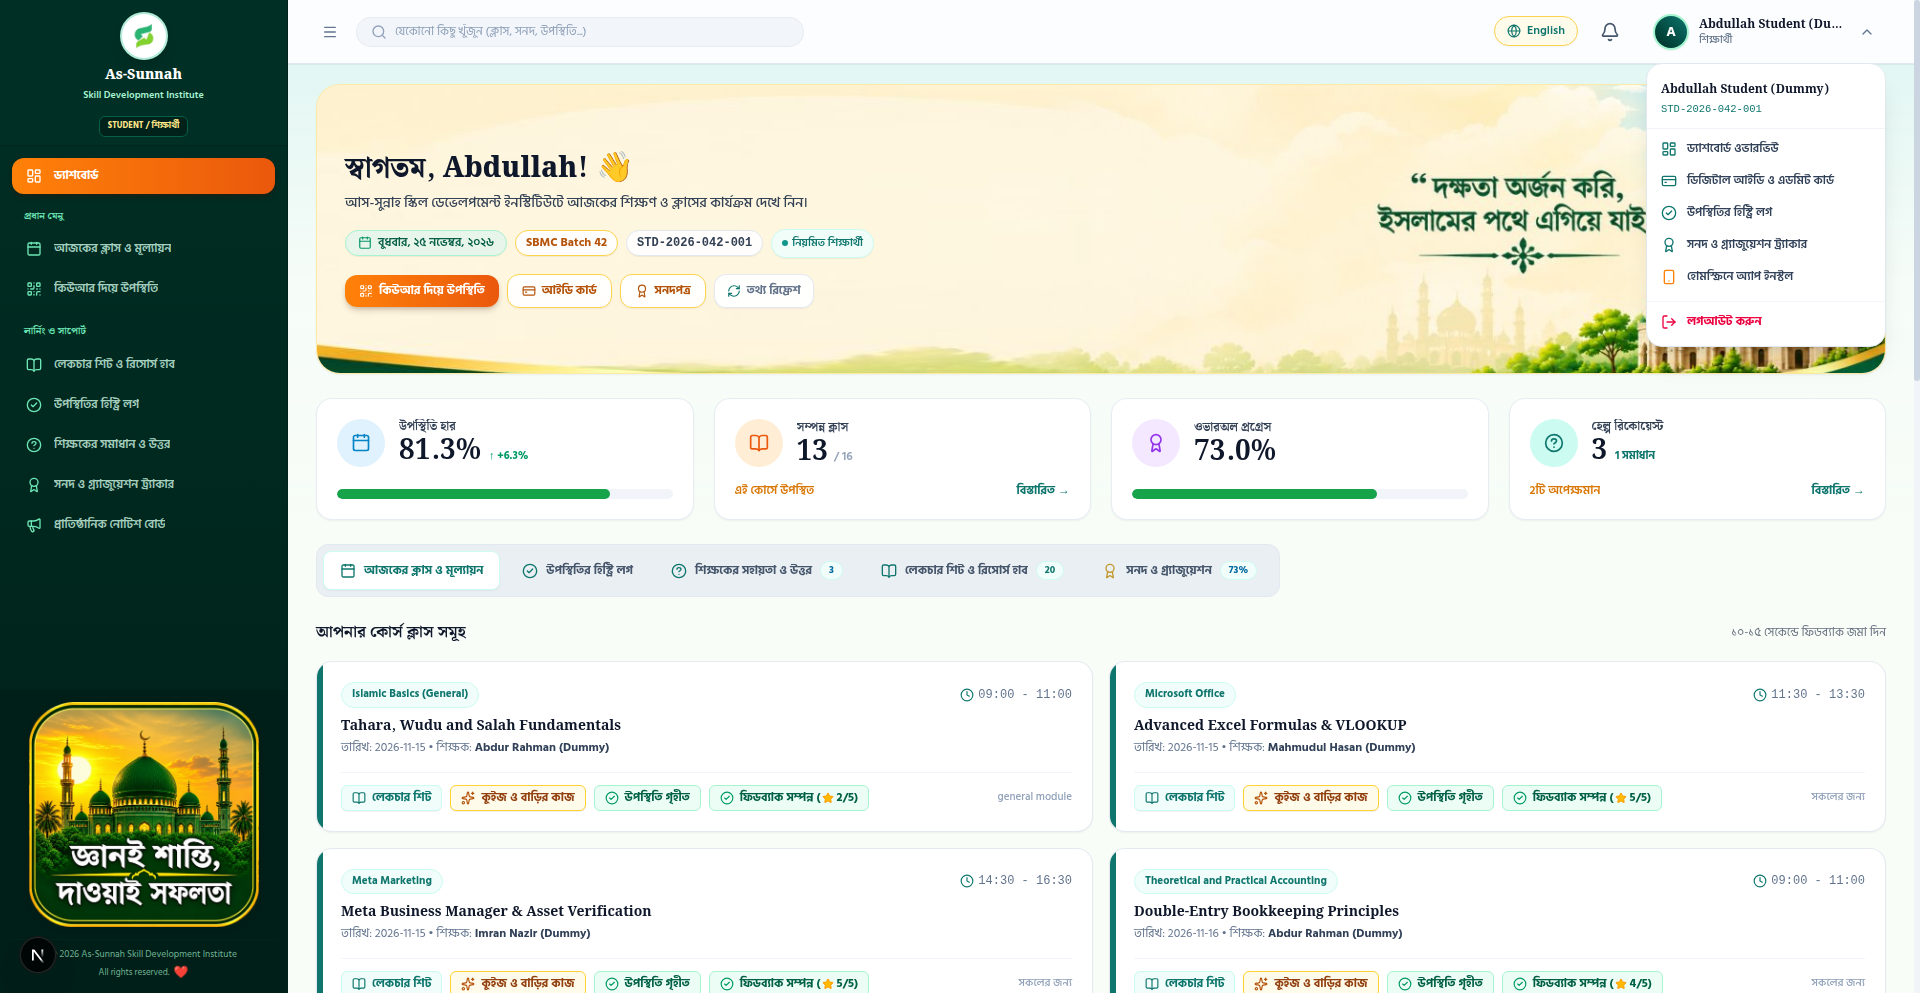 As-Sunnah
Skill Development Institute
STUDENT / শিক্ষার্থী
ড্যাশবোর্ড
প্রধান মেনু
আজকের ক্লাস ও মূল্যায়ন
কিউআর দিয়ে উপস্থিতি
লার্নিং ও সাপোর্ট
লেকচার শিট ও রিসোর্স হাব
উপস্থিতির হিস্ট্রি লগ
শিক্ষকের সমাধান ও উত্তর
সনদ ও গ্র্যাজুয়েশন ট্র্যাকার
প্রাতিষ্ঠানিক নোটিশ বোর্ড
জ্ঞানই শান্তি,
দাওয়াই সফলতা
2026 As-Sunnah Skill Development Institute
All rights reserved. ❤️
যেকোনো কিছু খুঁজুন (ক্লাস, সনদ, উপস্থিতি...)
English
A
Abdullah Student (Du...
শিক্ষার্থী
Abdullah Student (Dummy)
STD-2026-042-001
ড্যাশবোর্ড ওভারভিউ
ডিজিটাল আইডি ও এডমিট কার্ড
উপস্থিতির হিস্ট্রি লগ
সনদ ও গ্র্যাজুয়েশন ট্র্যাকার
হোমস্ক্রিনে অ্যাপ ইনস্টল
লগআউট করুন
স্বাগতম, Abdullah! 👋
আস-সুন্নাহ স্কিল ডেভেলপমেন্ট ইনস্টিটিউটে আজকের শিক্ষণ ও ক্লাসের কার্যক্রম দেখে নিন।
বুধবার, ২৫ নভেম্বর, ২০২৬ SBMC Batch 42 STD-2026-042-001 নিয়মিত শিক্ষার্থী
কিউআর দিয়ে উপস্থিতি আইডি কার্ড সনদপত্র তথ্য রিফ্রেশ
“ দক্ষতা অর্জন করি,
ইসলামের পথে এগিয়ে যাই
উপস্থিতি হার
81.3% ↑ +6.3%
সম্পন্ন ক্লাস
13 / 16
এই কোর্সে উপস্থিত বিস্তারিত →
ওভারঅল প্রগ্রেস
73.0%
হেল্প রিকোয়েস্ট
3 1 সমাধান
2টি অপেক্ষমান বিস্তারিত →
আজকের ক্লাস ও মূল্যায়ন উপস্থিতির হিস্ট্রি লগ শিক্ষকের সহায়তা ও উত্তর 3 লেকচার শিট ও রিসোর্স হাব 20 সনদ ও গ্র্যাজুয়েশন 73%
আপনার কোর্স ক্লাস সমূহ
১০-১৫ সেকেন্ডে ফিডব্যাক জমা দিন
Islamic Basics (General) 09:00 - 11:00
Tahara, Wudu and Salah Fundamentals
তারিখ: 2026-11-15 • শিক্ষক: Abdur Rahman (Dummy)
লেকচার শিট কুইজ ও বাড়ির কাজ উপস্থিতি গৃহীত ফিডব্যাক সম্পন্ন (⭐ 2/5) general module
Microsoft Office 11:30 - 13:30
Advanced Excel Formulas & VLOOKUP
তারিখ: 2026-11-15 • শিক্ষক: Mahmudul Hasan (Dummy)
লেকচার শিট কুইজ ও বাড়ির কাজ উপস্থিতি গৃহীত ফিডব্যাক সম্পন্ন (⭐ 5/5) সকলের জন্য
Meta Marketing 14:30 - 16:30
Meta Business Manager & Asset Verification
তারিখ: 2026-11-15 • শিক্ষক: Imran Nazir (Dummy)
লেকচার শিট কুইজ ও বাড়ির কাজ উপস্থিতি গৃহীত ফিডব্যাক সম্পন্ন (⭐ 5/5) সকলের জন্য
Theoretical and Practical Accounting 09:00 - 11:00
Double-Entry Bookkeeping Principles
তারিখ: 2026-11-16 • শিক্ষক: Abdur Rahman (Dummy)
লেকচার শিট কুইজ ও বাড়ির কাজ উপস্থিতি গৃহীত ফিডব্যাক সম্পন্ন (⭐ 4/5) সকলের জন্য